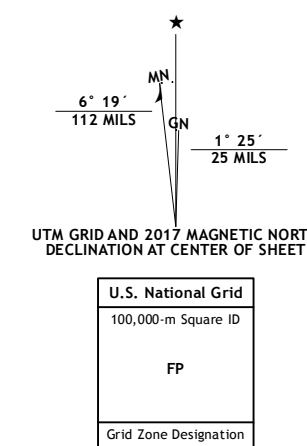 ★
MN.
6° 19´
112 MILS
GN
1° 25´
25 MILS
UTM GRID AND 2017 MAGNETIC NORT
DECLINATION AT CENTER OF SHEET
U.S. National Grid
100,000-m Square ID
FP
Grid Zone Designation